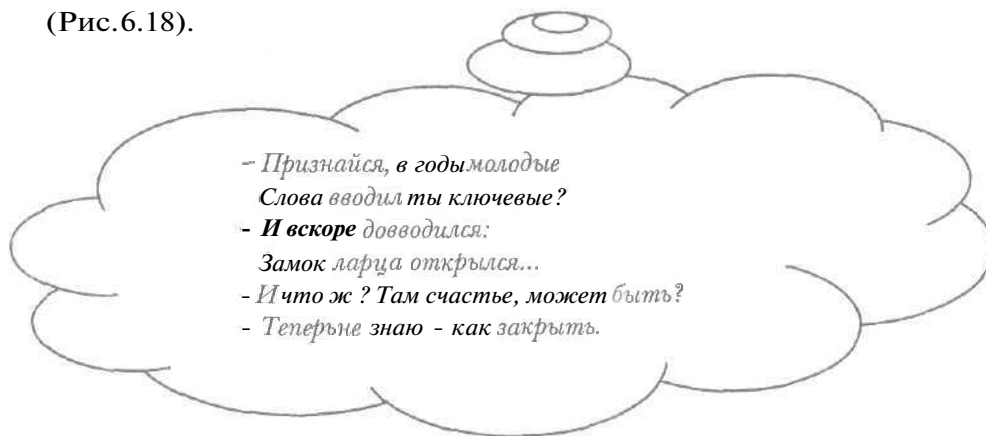 (Рис.6.18).
- Признайся, в годы молодые
Слова вводил ты ключевые?
- И вскоре довводился:
Замок ларца открылся...
- И что ж ? Там счастье, может быть?
- Теперь не знаю - как закрыть.